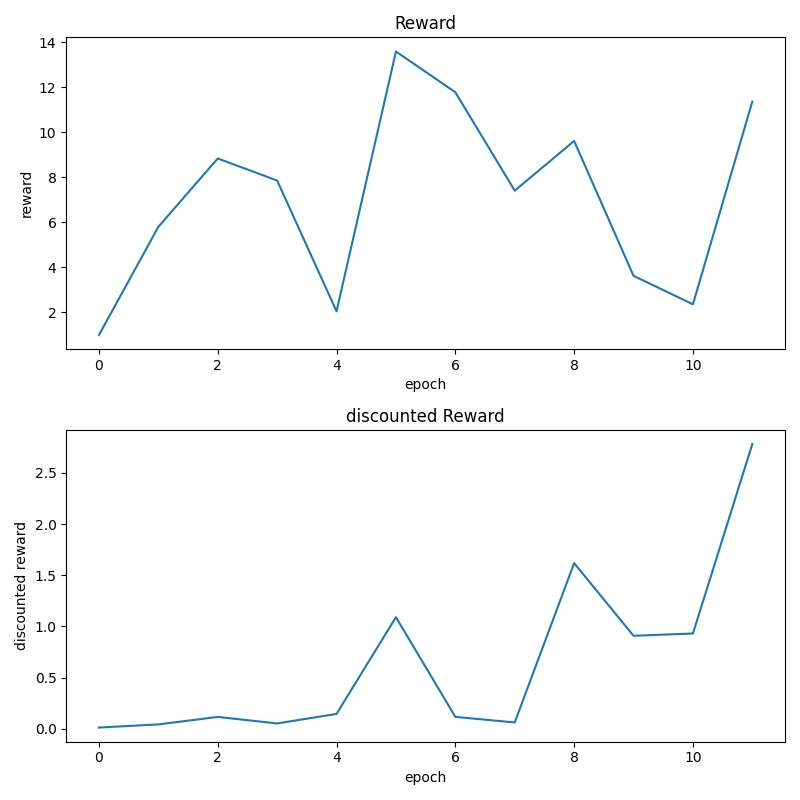 Reward
14
12
10
8
6
4
2
reward
0 2 4 6 8 10
epoch
discounted Reward
2.5
2.0
1.5
1.0
0.5
0.0
discounted reward
0 2 4 6 8 10
epoch